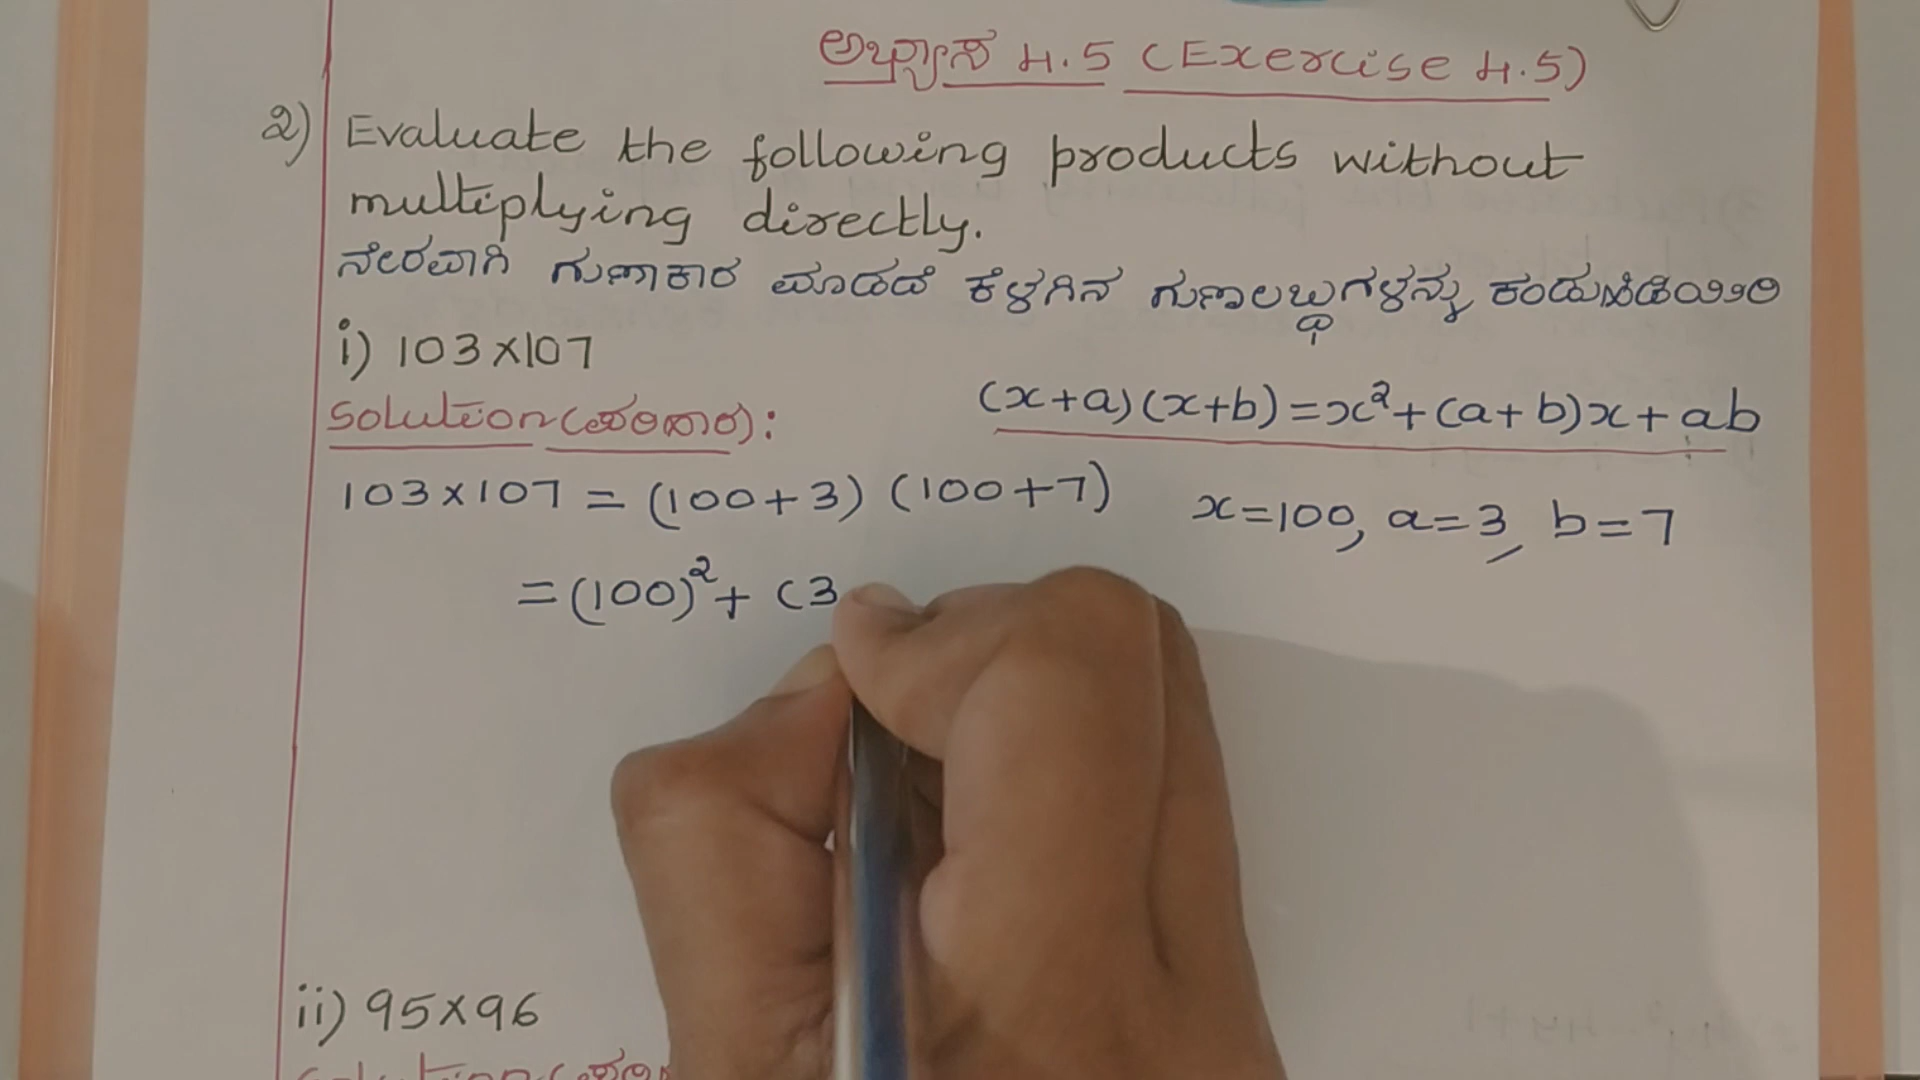 ಅಭ್ಯಾಸ 4.5 (Exercise 4.5)
2) Evaluate the following products without
multiplying directly.
ನೇರವಾಗಿ ಗುಣಾಕಾರ ಮಾಡದೆ ಕೆಳಗಿನ ಗುಣಲಬ್ಧಗಳನ್ನು ಕಂಡುಹಿಡಿಯಿರಿ
i) 103×107
Solution(ಪರಿಹಾರ):
(x+a)(x+b)=x²+(a+b)x+ab
103×107 = (100+3) (100+7)
x=100, a=3, b=7
=(100)²+ (3
ii) 95×96